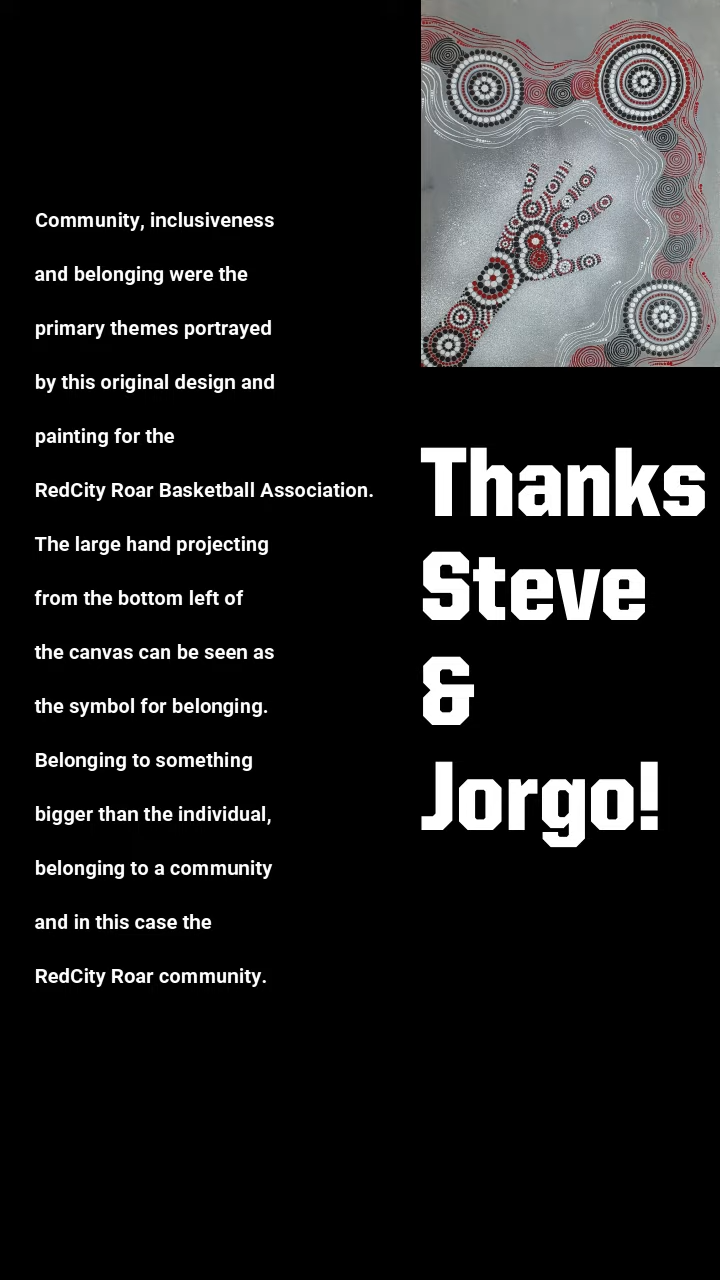 Community, inclusiveness
and belonging were the
primary themes portrayed
by this original design and
painting for the
RedCity Roar Basketball Association.
The large hand projecting
from the bottom left of
the canvas can be seen as
the symbol for belonging.
Belonging to something
bigger than the individual,
belonging to a community
and in this case the
RedCity Roar community.
Thanks
Steve
&
Jorgo!